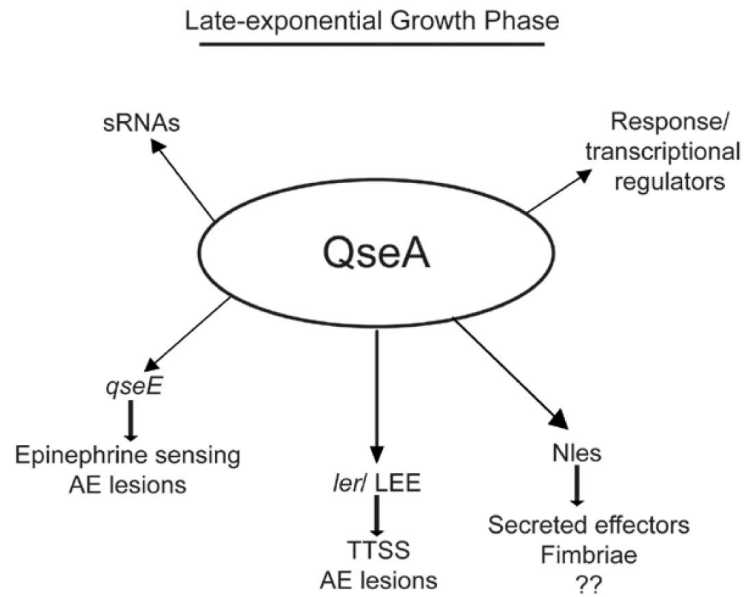 Late-exponential Growth Phase
sRNAs
Response/
transcriptional
regulators
QseA
qseE
Epinephrine sensing
AE lesions
ler/ LEE
TTSS
AE lesions
Nles
Secreted effectors
Fimbriae
??